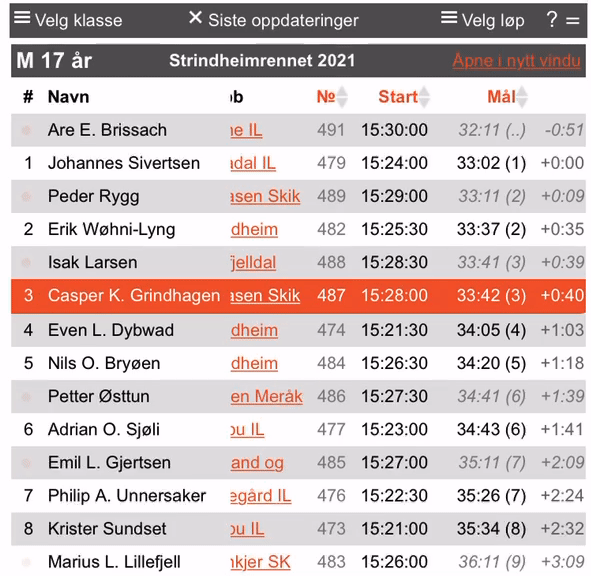 Velg klasse Siste oppdateringer Velg løp ? =
M 17 år Strindheimrennet 2021 Åpne i nytt vindu
# Navn ob № Start Mål
Are E. Brissach ne IL 491 15:30:00 32:11 (..) -0:51
1 Johannes Sivertsen adal IL 479 15:24:00 33:02 (1) +0:00
Peder Rygg asen Skik 489 15:29:00 33:11 (2) +0:09
2 Erik Wøhni-Lyng dheim 482 15:25:30 33:37 (2) +0:35
Isak Larsen fjelldal 488 15:28:30 33:41 (3) +0:39
3 Casper K. Grindhagen asen Skik 487 15:28:00 33:42 (3) +0:40
4 Even L. Dybwad dheim 474 15:21:30 34:05 (4) +1:03
5 Nils O. Bryøen dheim 484 15:26:30 34:20 (5) +1:18
Petter Østtun en Meråk 486 15:27:30 34:41 (6) +1:39
6 Adrian O. Sjøli ou IL 477 15:23:00 34:43 (6) +1:41
Emil L. Gjertsen and og 485 15:27:00 35:11 (7) +2:09
7 Philip A. Unnersaker egård IL 476 15:22:30 35:26 (7) +2:24
8 Krister Sundset ou IL 473 15:21:00 35:34 (8) +2:32
Marius L. Lillefjell nkjer SK 483 15:26:00 36:11 (9) +3:09